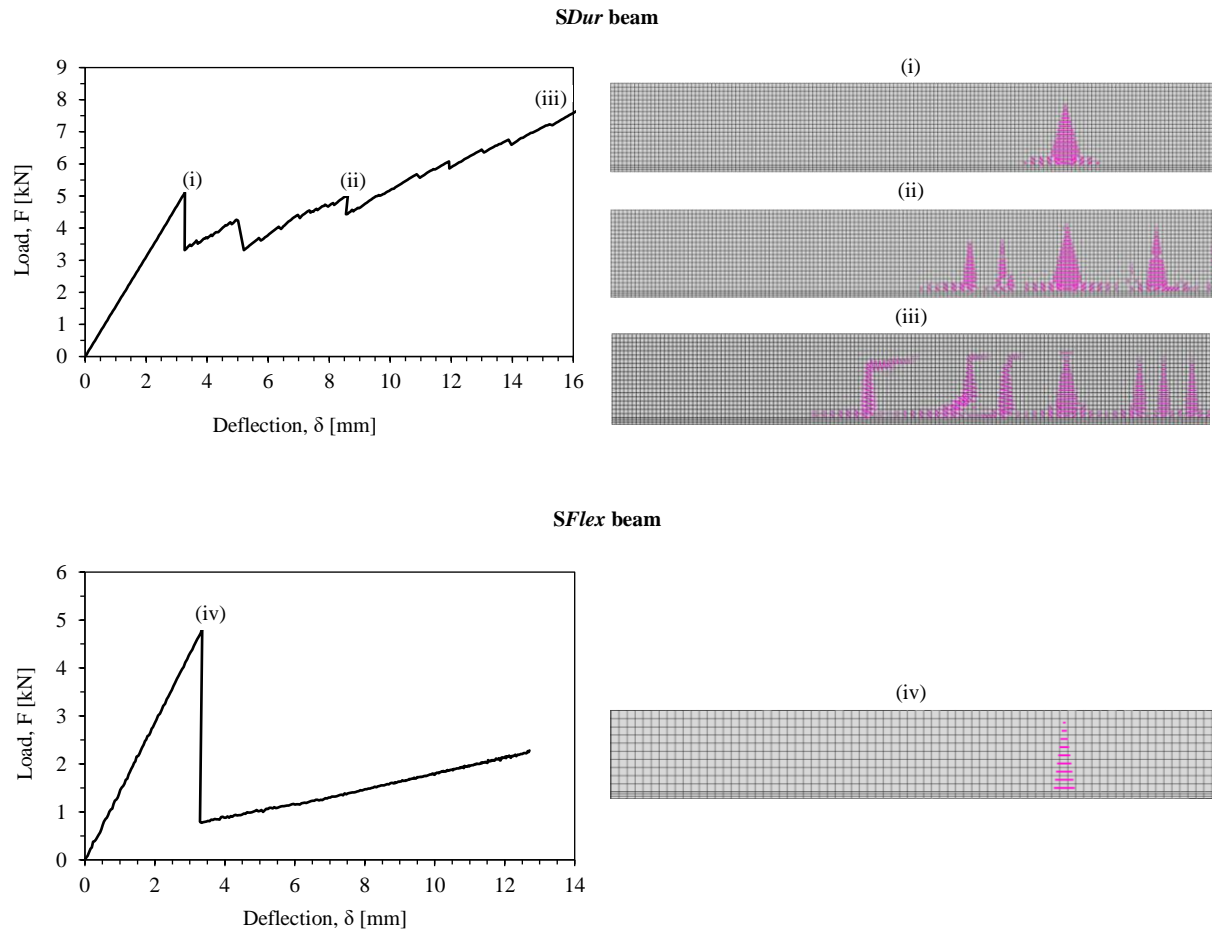 SDur beam
9
8
7
6
5
4
3
2
1
0
Load, F [kN]
(i)
(ii)
(iii)
0 2 4 6 8 10 12 14 16
Deflection, δ [mm]
(i)
(ii)
(iii)
SFlex beam
6
5
4
3
2
1
0
Load, F [kN]
(iv)
0 2 4 6 8 10 12 14
Deflection, δ [mm]
(iv)